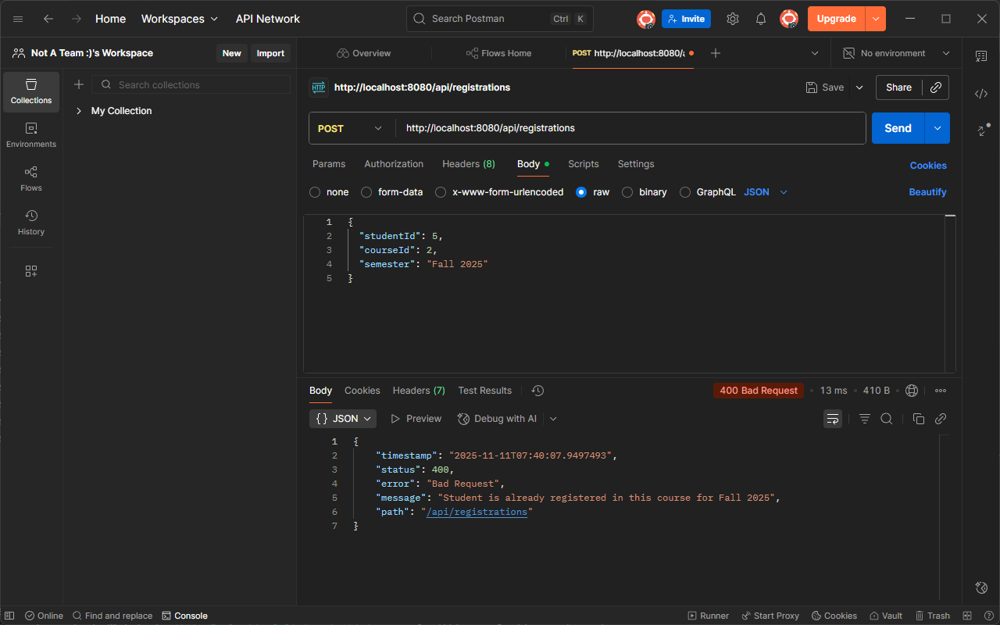 Home Workspaces API Network Search Postman Ctrl K Invite Upgrade
Not A Team :)'s Workspace New Import Overview Flows Home POST http://localhost:8080/a No environment
Collections
Environments
Flows
History
Search collections
My Collection
HTTP http://localhost:8080/api/registrations Save Share
POST http://localhost:8080/api/registrations Send
Params Authorization Headers (8) Body Scripts Settings Cookies
none form-data x-www-form-urlencoded raw binary GraphQL JSON Beautify
1 {
2 "studentId": 5,
3 "courseId": 2,
4 "semester": "Fall 2025"
5 }
Body Cookies Headers (7) Test Results 400 Bad Request • 13 ms • 410 B
{} JSON Preview Debug with AI
1 {
2 "timestamp": "2025-11-11T07:40:07.9497493",
3 "status": 400,
4 "error": "Bad Request",
5 "message": "Student is already registered in this course for Fall 2025",
6 "path": "/api/registrations"
7 }
Online Find and replace Console Runner Start Proxy Cookies Vault Trash